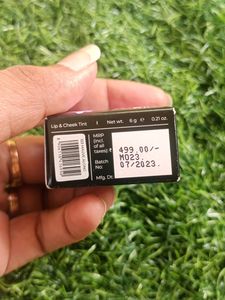 Lip & Cheek Tint | Net wt. 6 g ℮ 0.21 oz.
MRP
(incl.
of all
taxes) ₹
Batch
No:
Mfg. Dt
499.00/-
M023.
07/2023.